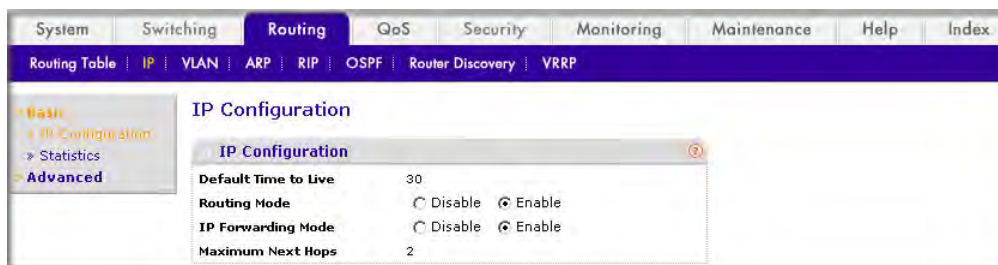 System Switching Routing QoS Security Monitoring Maintenance Help Index
Routing Table IP VLAN ARP RIP OSPF Router Discovery VRRP
Basic
» IP Configuration
» Statistics
Advanced
IP Configuration
IP Configuration
Default Time to Live 30
Routing Mode Disable Enable
IP Forwarding Mode Disable Enable
Maximum Next Hops 2